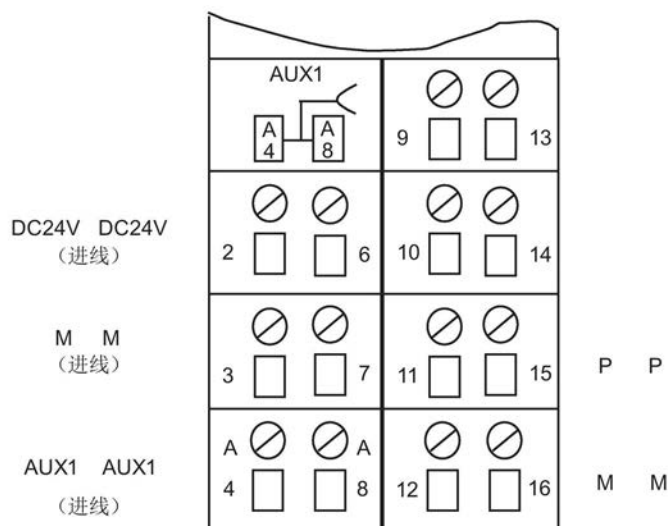 AUX1
A 4 A 8
9 13
DC24V DC24V
(进线)
2 6 10 14
M M
(进线)
3 7 11 15 P P
A A
AUX1 AUX1
(进线)
4 8 12 16 M M